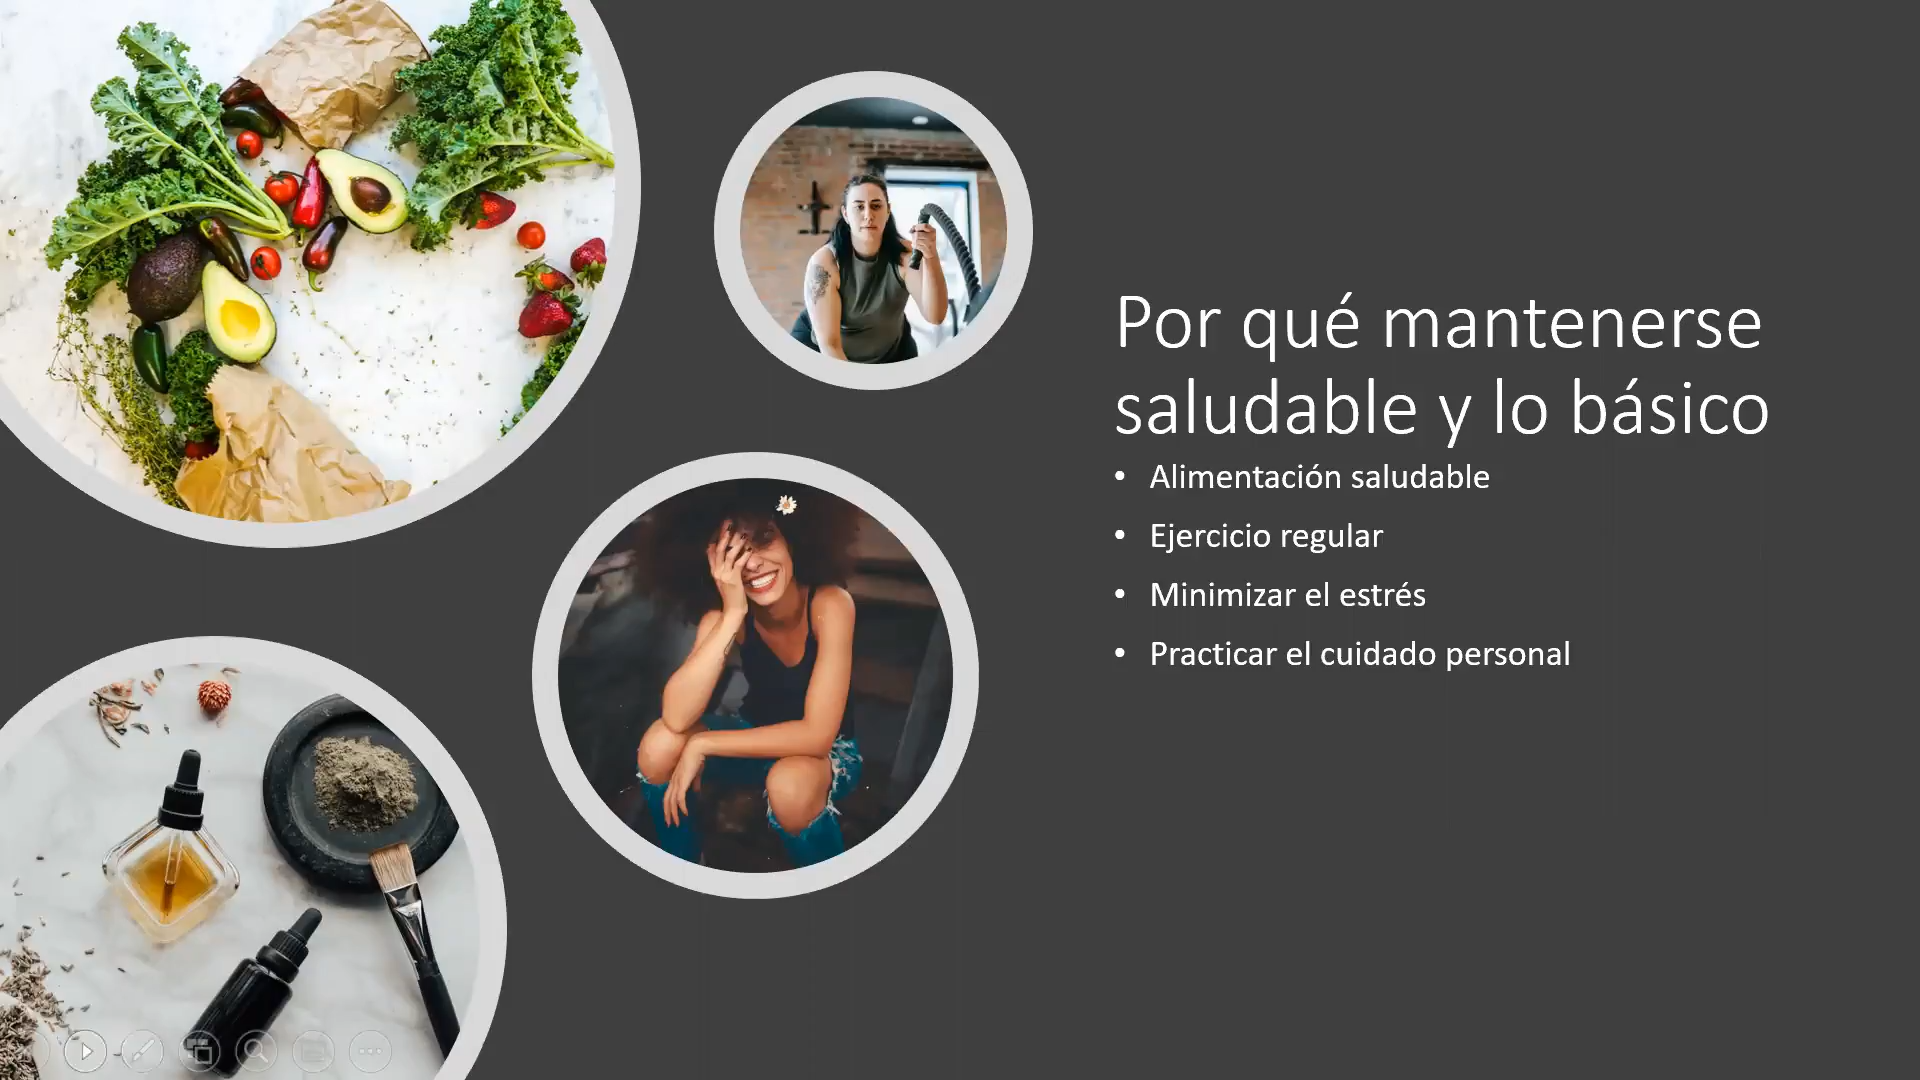 Por qué mantenerse
saludable y lo básico
• Alimentación saludable
• Ejercicio regular
• Minimizar el estrés
• Practicar el cuidado personal